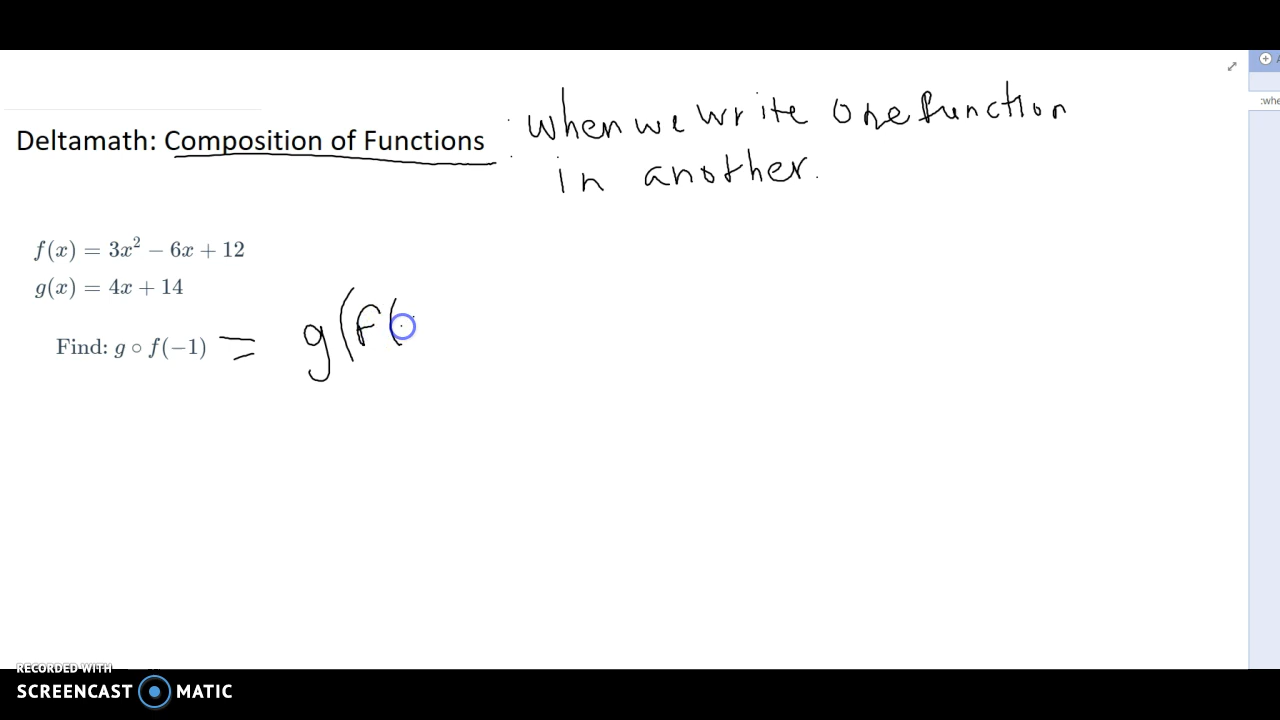 Deltamath: Composition of Functions : when we write one function
in another.
f(x) = 3x² − 6x + 12
g(x) = 4x + 14
Find: g ∘ f(−1) = g(f(
RECORDED WITH
SCREENCAST MATIC